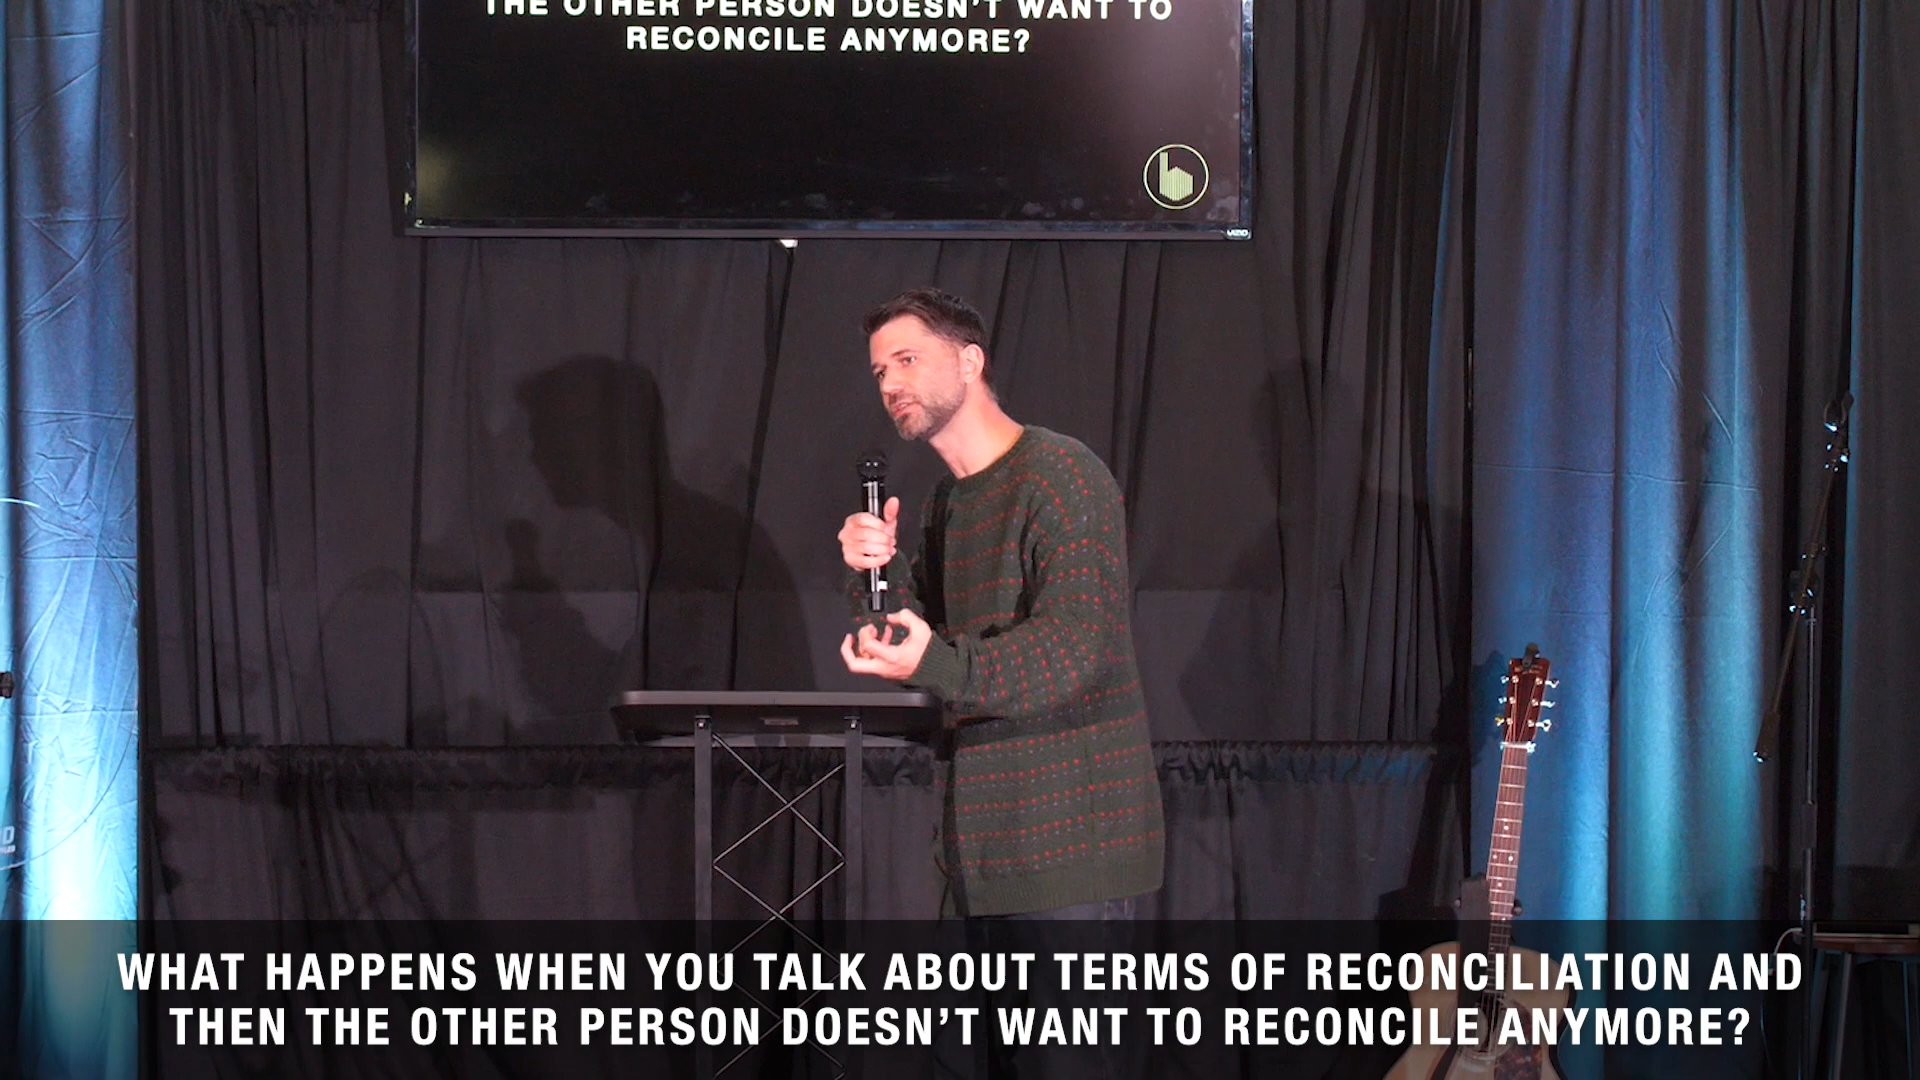 THE OTHER PERSON DOESN'T WANT TO
RECONCILE ANYMORE?
VIZIO
WHAT HAPPENS WHEN YOU TALK ABOUT TERMS OF RECONCILIATION AND
THEN THE OTHER PERSON DOESN'T WANT TO RECONCILE ANYMORE?